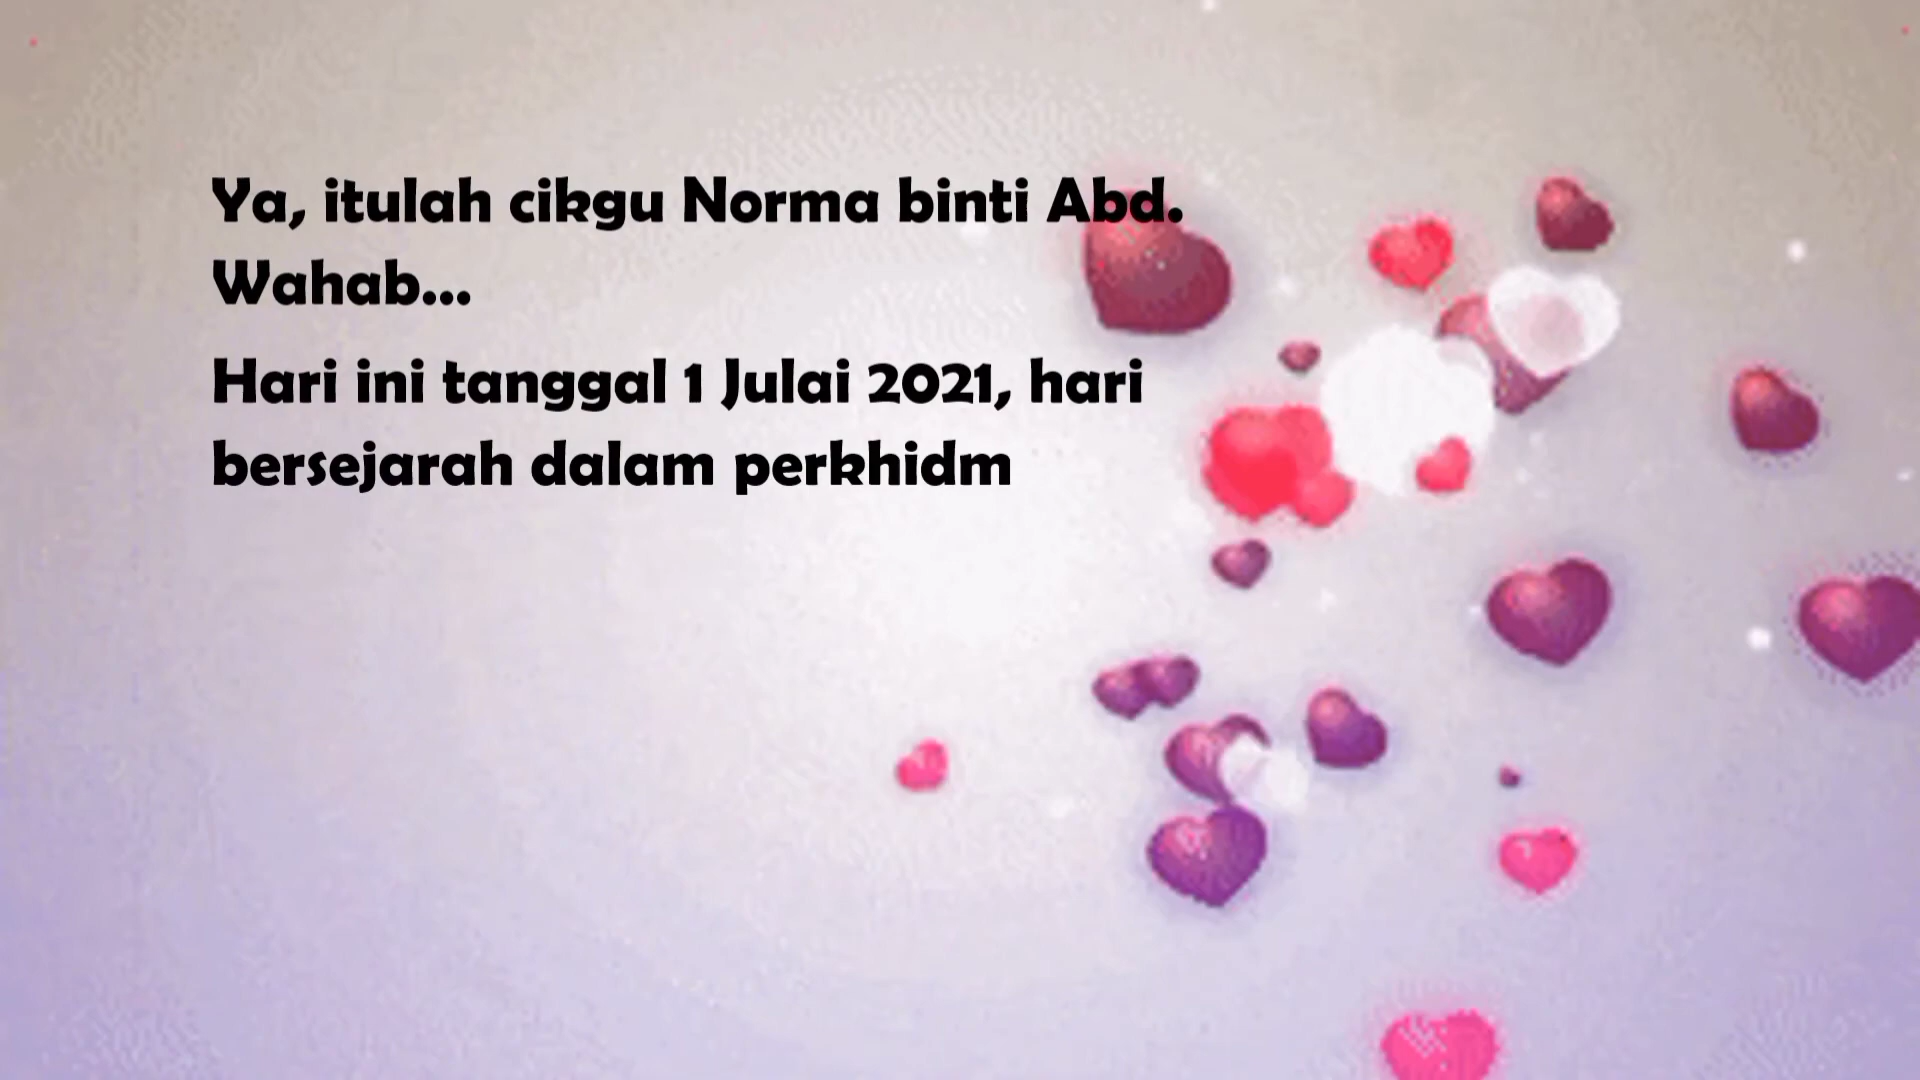 Ya, itulah cikgu Norma binti Abd.
Wahab...
Hari ini tanggal 1 Julai 2021, hari
bersejarah dalam perkhidm